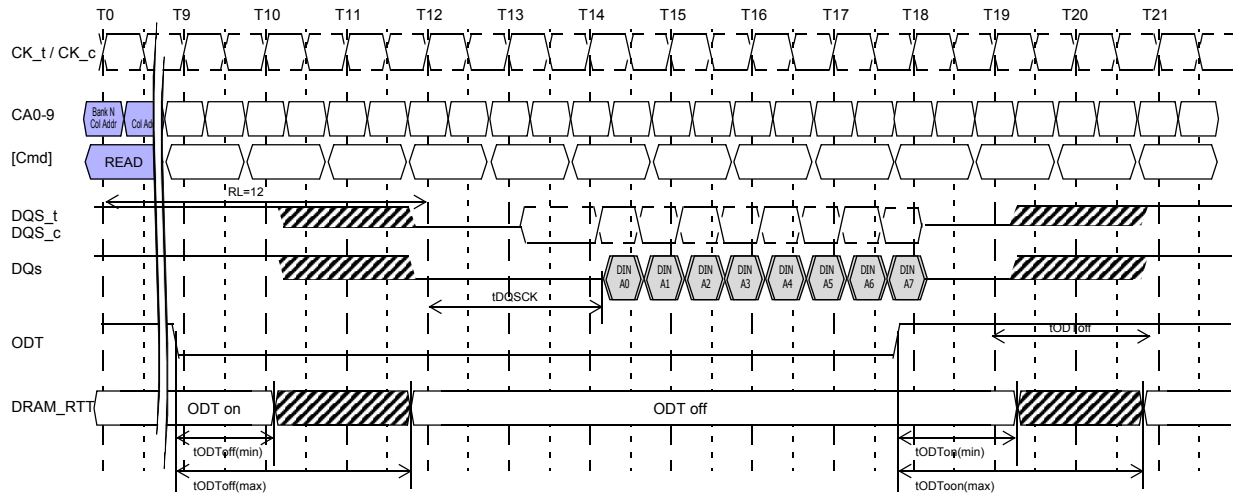 T0 T9 T10 T11 T12 T13 T14 T15 T16 T17 T18 T19 T20 T21
CK_t / CK_c
CA0-9
Bank N
Col Addr
Col Ad
[Cmd]
READ
RL=12
DQS_t
DQS_c
DQs
DIN A0
DIN A1
DIN A2
DIN A3
DIN A4
DIN A5
DIN A6
DIN A7
tDQSCK
ODT
tODToff
DRAM_RTT
ODT on
ODT off
tODToff(min)
tODTon(min)
tODToff(max)
tODToon(max)